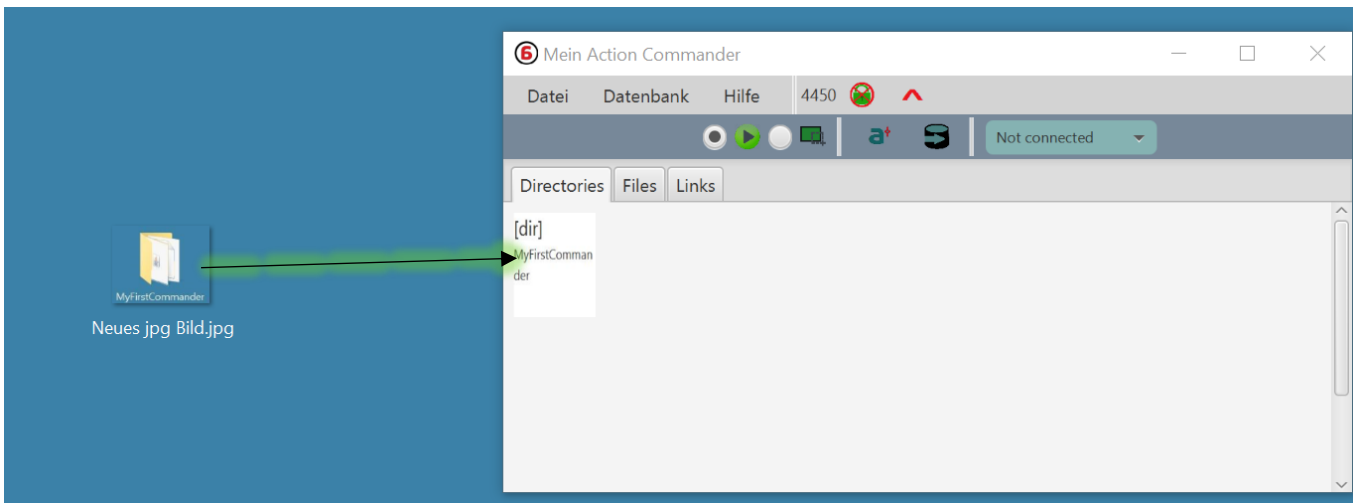 6 Mein Action Commander
Datei Datenbank Hilfe 4450
a Not connected
Directories Files Links
[dir]
MyFirstComman
der
MyFirstCommander
Neues jpg Bild.jpg